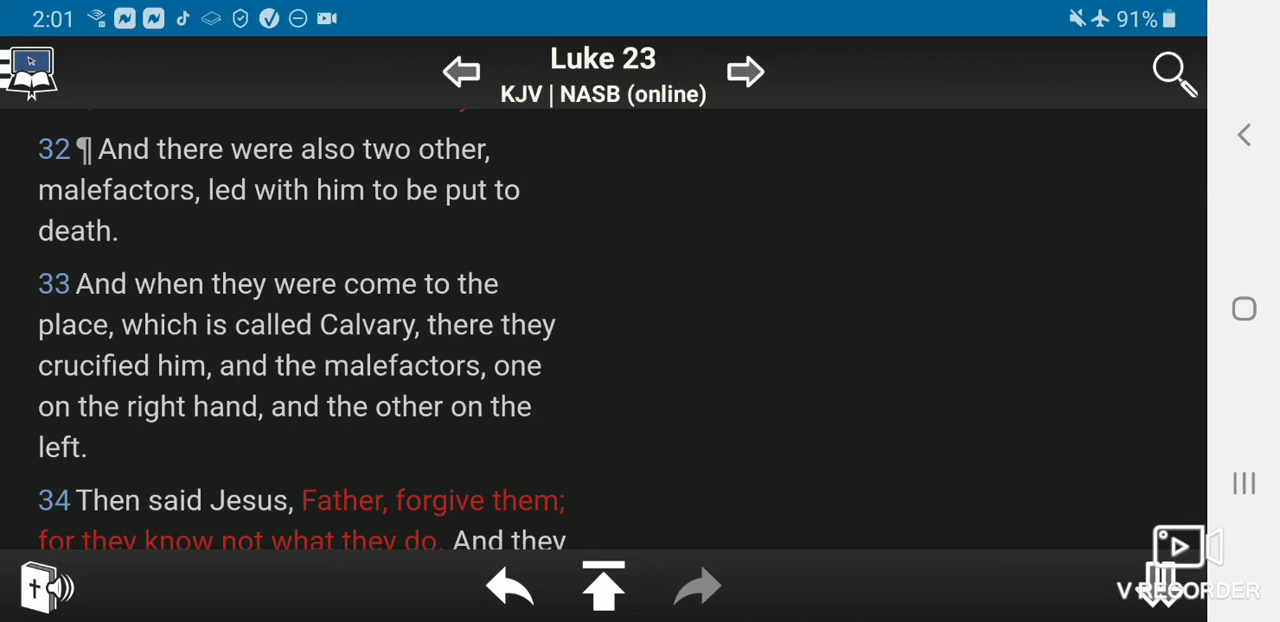 2:01
91%
Luke 23
KJV | NASB (online)
32 ¶ And there were also two other,
malefactors, led with him to be put to
death.
33 And when they were come to the
place, which is called Calvary, there they
crucified him, and the malefactors, one
on the right hand, and the other on the
left.
34 Then said Jesus, Father, forgive them;
for they know not what they do. And they
V RECORDER